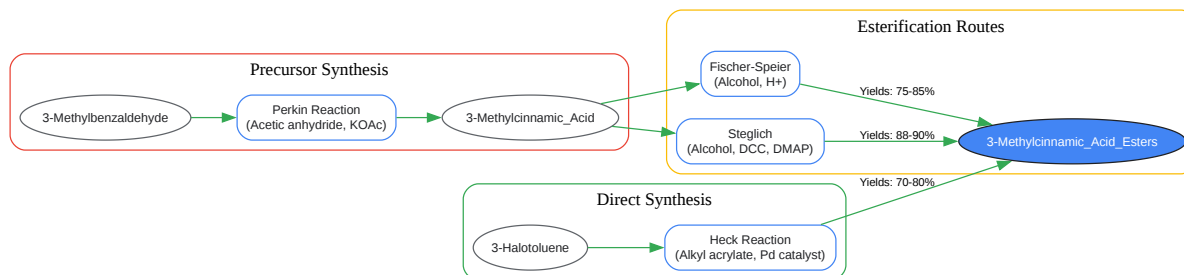 Esterification Routes
Precursor Synthesis
Fischer-Speier
(Alcohol, H+)
Yields: 75-85%
3-Methylbenzaldehyde
Perkin Reaction
(Acetic anhydride, KOAc)
3-Methylcinnamic_Acid
Steglich
(Alcohol, DCC, DMAP)
Yields: 88-90%
3-Methylcinnamic_Acid_Esters
Yields: 70-80%
Direct Synthesis
3-Halotoluene
Heck Reaction
(Alkyl acrylate, Pd catalyst)